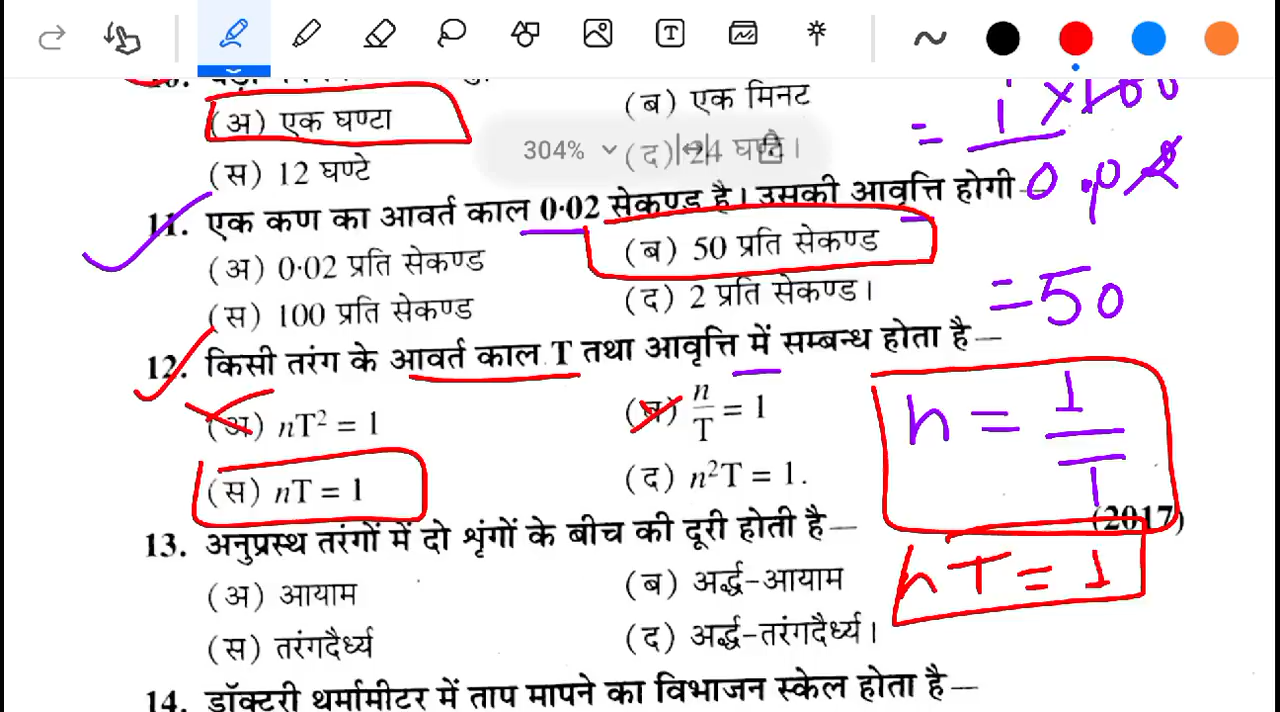 (अ) एक घण्टा
(ब) एक मिनट
304%
(स) 12 घण्टे
(द) 24 घण्टे।
11. एक कण का आवर्त काल 0·02 सेकण्ड है। उसकी आवृत्ति होगी—
(अ) 0·02 प्रति सेकण्ड
(ब) 50 प्रति सेकण्ड
(स) 100 प्रति सेकण्ड
(द) 2 प्रति सेकण्ड।
= 1 × 100
0.02
= 50
12. किसी तरंग के आवर्त काल T तथा आवृत्ति में सम्बन्ध होता है—
(अ) nT² = 1
(ब) n/T = 1
(स) nT = 1
(द) n²T = 1.
n = 1/T
(2017)
nT = 1
13. अनुप्रस्थ तरंगों में दो शृंगों के बीच की दूरी होती है—
(अ) आयाम
(ब) अर्द्ध-आयाम
(स) तरंगदैर्ध्य
(द) अर्द्ध-तरंगदैर्ध्य।
14. डॉक्टरी थर्मामीटर में ताप मापने का विभाजन स्केल होता है—